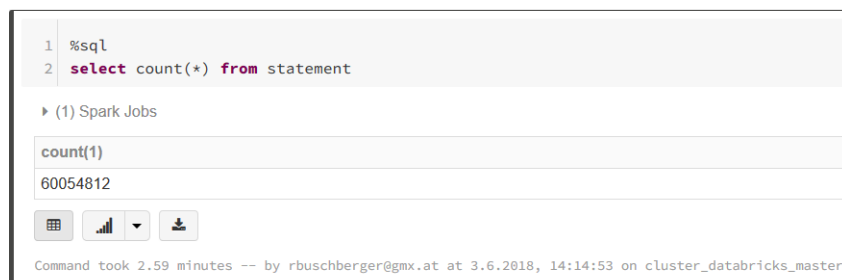 1 %sql
2 select count(*) from statement
(1) Spark Jobs
count(1)
60054812
Command took 2.59 minutes -- by rbuschberger@gmx.at at 3.6.2018, 14:14:53 on cluster_databricks_master